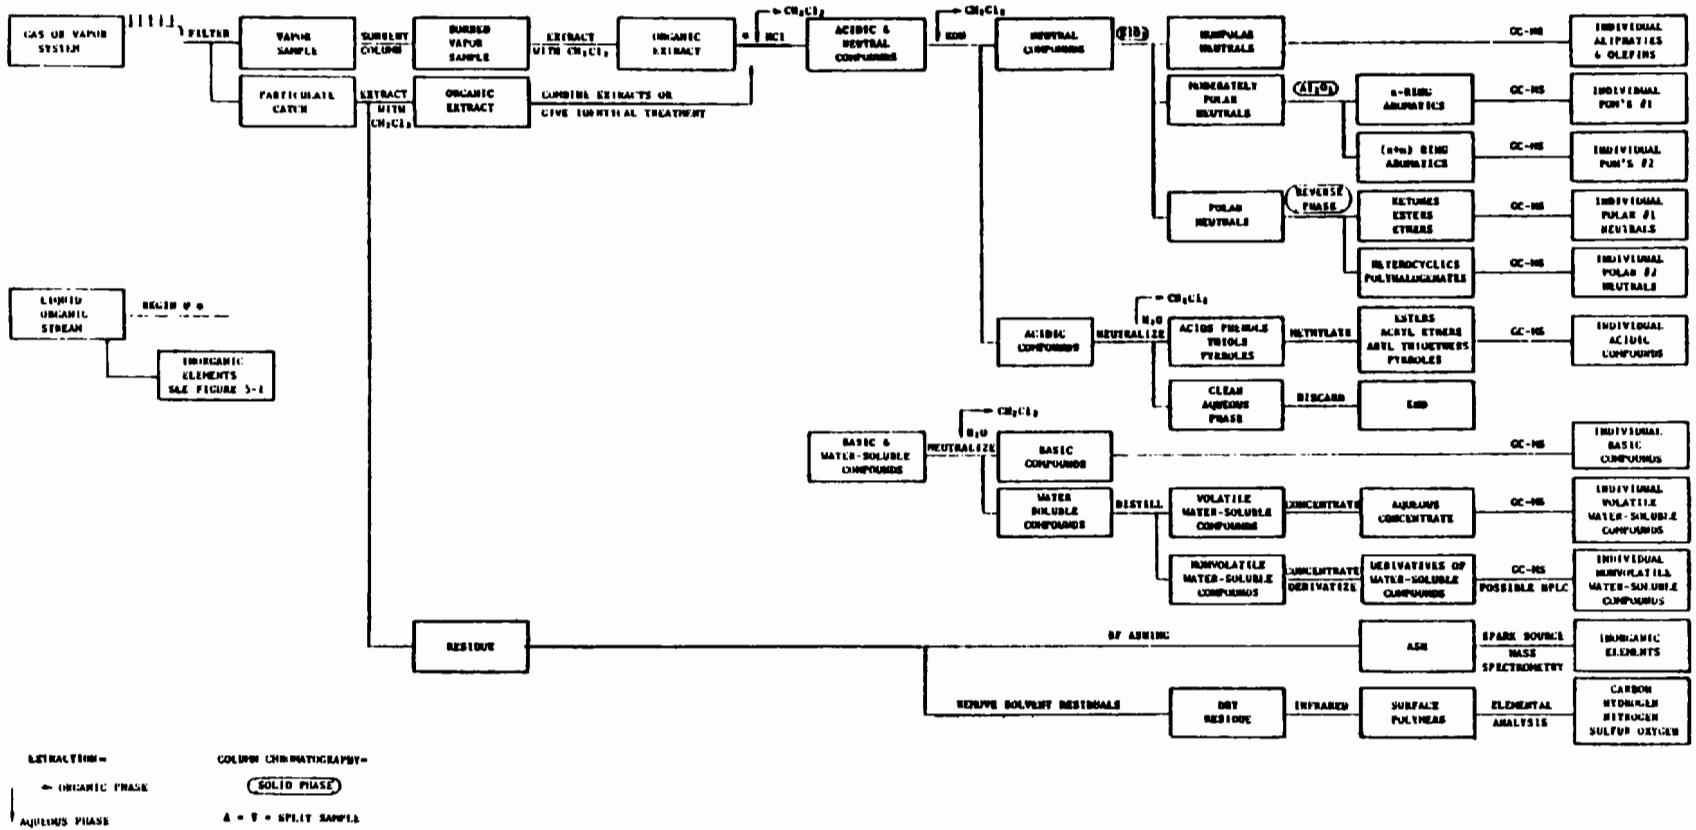 GAS OR VAPOR
SYSTEM
FILTER
VAPOR
SAMPLE
COLUMN
VAPOR
SAMPLE
EXTRACT
WITH CH2Cl2
ORGANIC
EXTRACT
* HCl
CH2Cl2
ACIDIC &
NEUTRAL
COMPOUNDS
KOH
CH2Cl2
NEUTRAL
COMPOUNDS
NONPOLAR
NEUTRALS
GC-MS
INDIVIDUAL
ALIPHATICS
& OLEFINS
PARTICULATE
CATCH
EXTRACT
WITH
CH2Cl2
ORGANIC
EXTRACT
COMBINE EXTRACTS OR
GIVE IDENTICAL TREATMENT
MODERATELY
POLAR
NEUTRALS
Al2O3
n-RING
AROMATICS
GC-MS
INDIVIDUAL
POM'S #1
(n+m) RING
AROMATICS
GC-MS
INDIVIDUAL
POM'S #2
POLAR
NEUTRALS
REVERSE
PHASE
KETONES
ESTERS
ETHERS
GC-MS
INDIVIDUAL
POLAR #1
NEUTRALS
HETEROCYCLICS
POLYHALOGENATES
GC-MS
INDIVIDUAL
POLAR #2
NEUTRALS
LIQUID
ORGANIC
STREAM
BEGIN @ *
INORGANIC
ELEMENTS
SEE FIGURE 5-1
ACIDIC
COMPOUNDS
NEUTRALIZE
H2O
CH2Cl2
ACIDS PHENOLS
THIOLS
PYRROLES
METHYLATE
ESTERS
ACRYL ETHERS
ARYL THIOETHERS
PYRROLES
GC-MS
INDIVIDUAL
ACIDIC
COMPOUNDS
CLEAN
AQUEOUS
PHASE
DISCARD
END
BASIC &
WATER-SOLUBLE
COMPOUNDS
NEUTRALIZE
H2O
CH2Cl2
BASIC
COMPOUNDS
GC-MS
INDIVIDUAL
BASIC
COMPOUNDS
WATER
SOLUBLE
COMPOUNDS
DISTILL
VOLATILE
WATER-SOLUBLE
COMPOUNDS
CONCENTRATE
AQUEOUS
CONCENTRATE
GC-MS
INDIVIDUAL
VOLATILE
WATER-SOLUBLE
COMPOUNDS
NONVOLATILE
WATER-SOLUBLE
COMPOUNDS
CONCENTRATE
DERIVATIZE
DERIVATIVES OF
WATER-SOLUBLE
COMPOUNDS
GC-MS
POSSIBLE HPLC
INDIVIDUAL
NONVOLATILE
WATER-SOLUBLE
COMPOUNDS
RESIDUE
RF ASHING
ASH
SPARK SOURCE
MASS
SPECTROMETRY
INORGANIC
ELEMENTS
REMOVE SOLVENT RESIDUALS
DRY
RESIDUE
INFRARED
SURFACE
POLYMERS
ELEMENTAL
ANALYSIS
CARBON
HYDROGEN
NITROGEN
SULFUR OXYGEN
EXTRACTION=
ORGANIC PHASE
AQUEOUS PHASE
COLUMN CHROMATOGRAPHY=
SOLID PHASE
= SPLIT SAMPLE